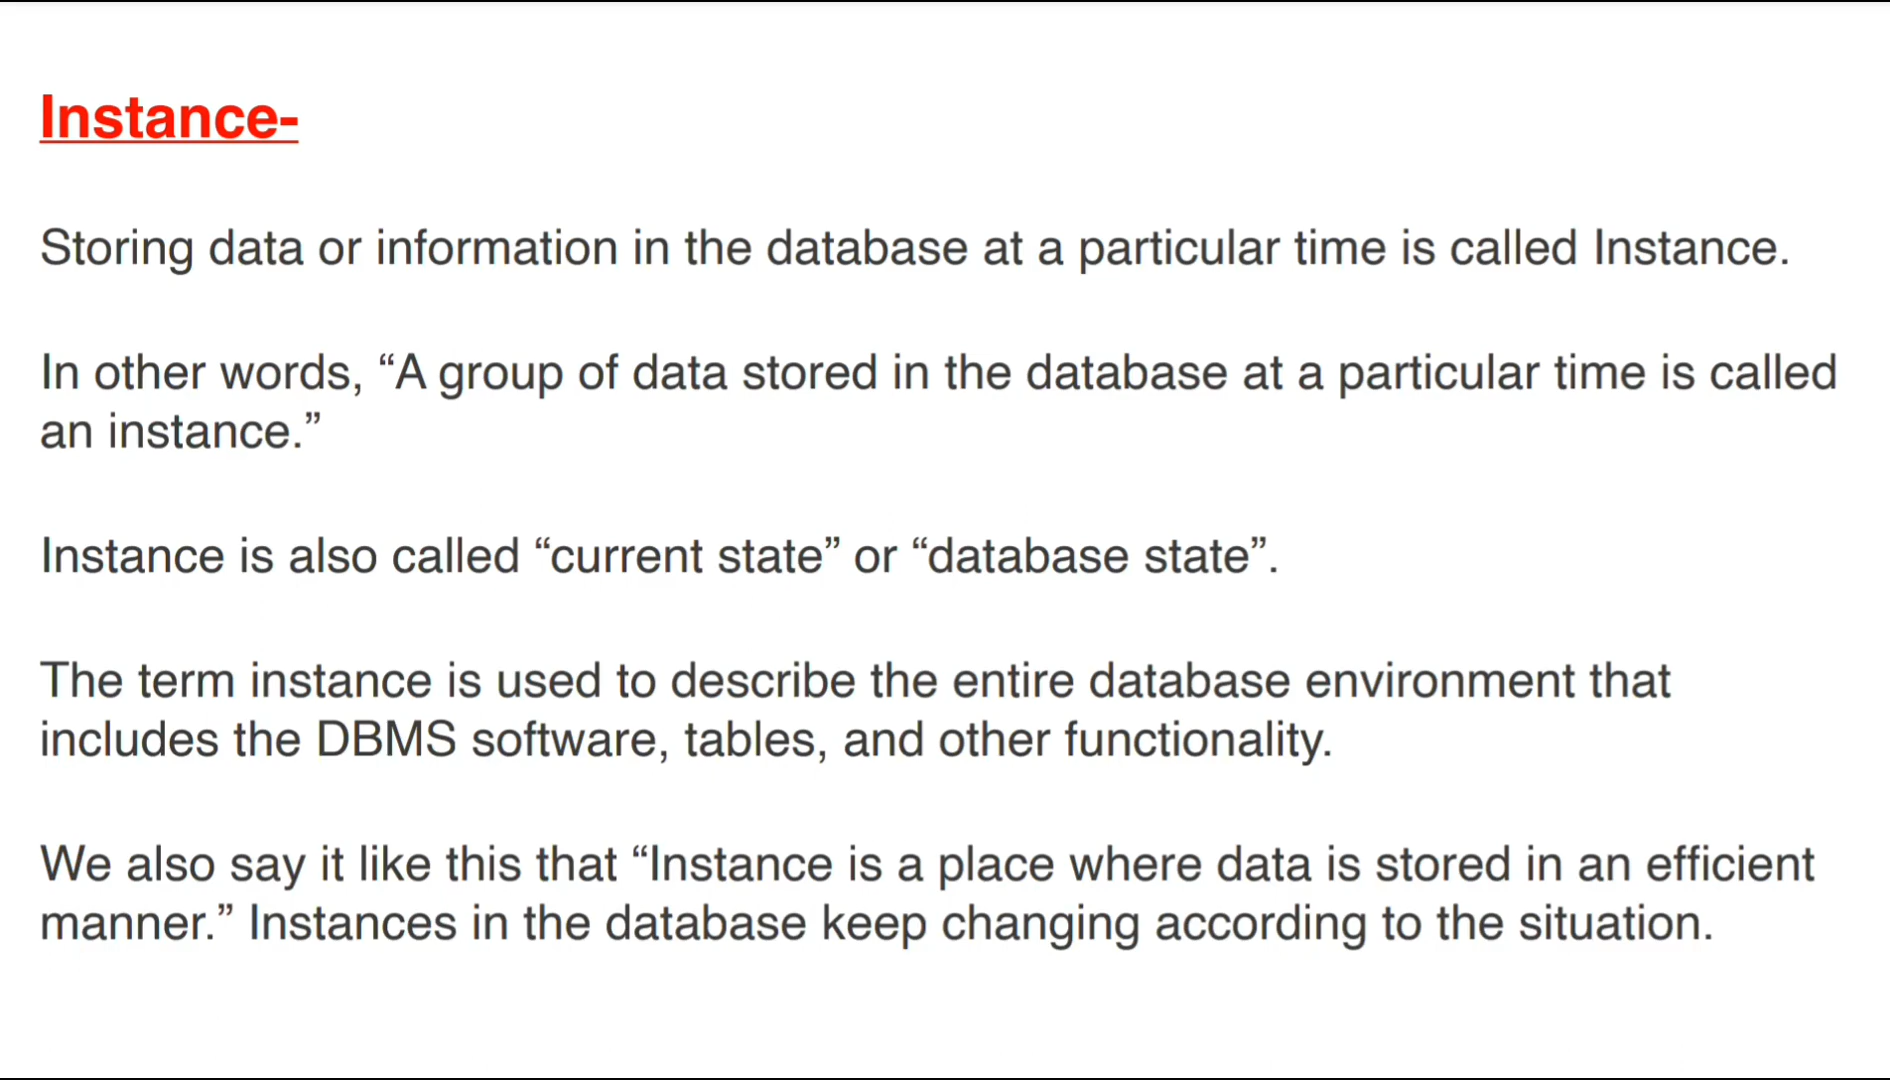 Instance-
Storing data or information in the database at a particular time is called Instance.
In other words, “A group of data stored in the database at a particular time is called
an instance.”
Instance is also called “current state” or “database state”.
The term instance is used to describe the entire database environment that
includes the DBMS software, tables, and other functionality.
We also say it like this that “Instance is a place where data is stored in an efficient
manner.” Instances in the database keep changing according to the situation.